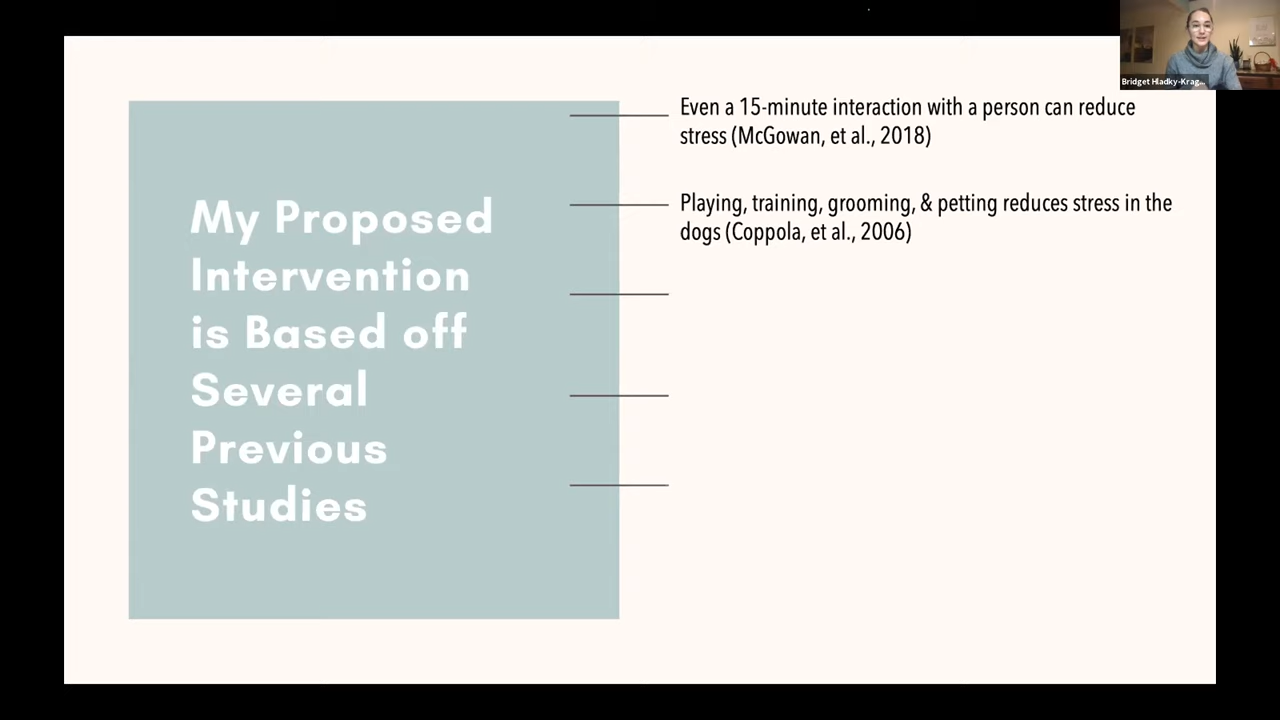 Bridget Hladky-Krag...
Even a 15-minute interaction with a person can reduce
stress (McGowan, et al., 2018)
Playing, training, grooming, & petting reduces stress in the
dogs (Coppola, et al., 2006)
My Proposed
Intervention
is Based off
Several
Previous
Studies